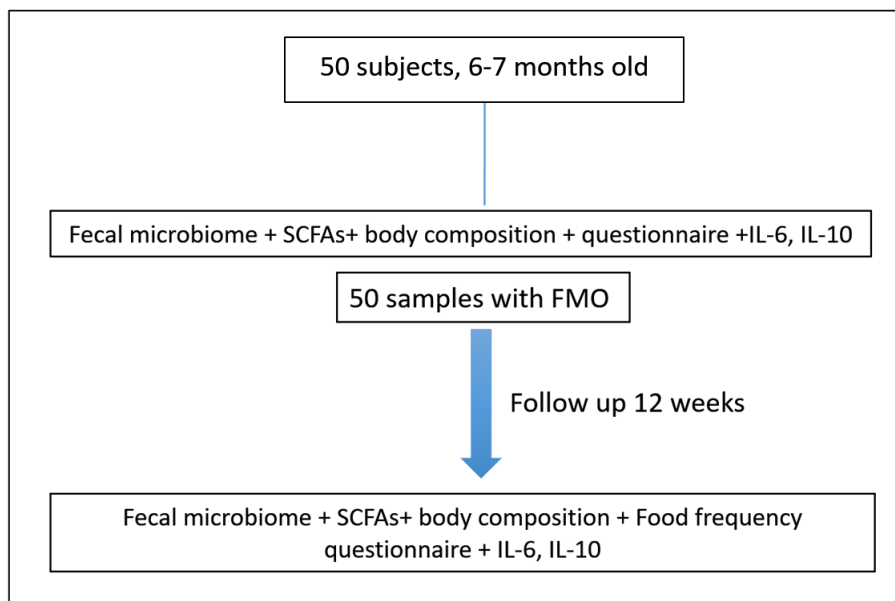 50 subjects, 6-7 months old
Fecal microbiome + SCFAs+ body composition + questionnaire +IL-6, IL-10
50 samples with FMO
Follow up 12 weeks
Fecal microbiome + SCFAs+ body composition + Food frequency
questionnaire + IL-6, IL-10